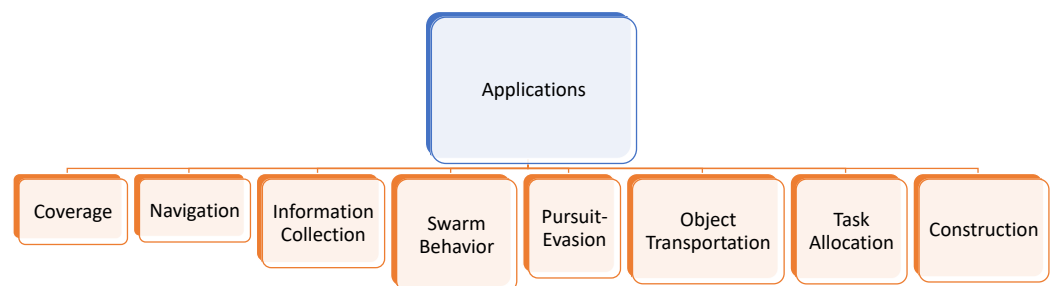 Applications
Coverage
Navigation
Information
Collection
Swarm
Behavior
Pursuit-
Evasion
Object
Transportation
Task
Allocation
Construction